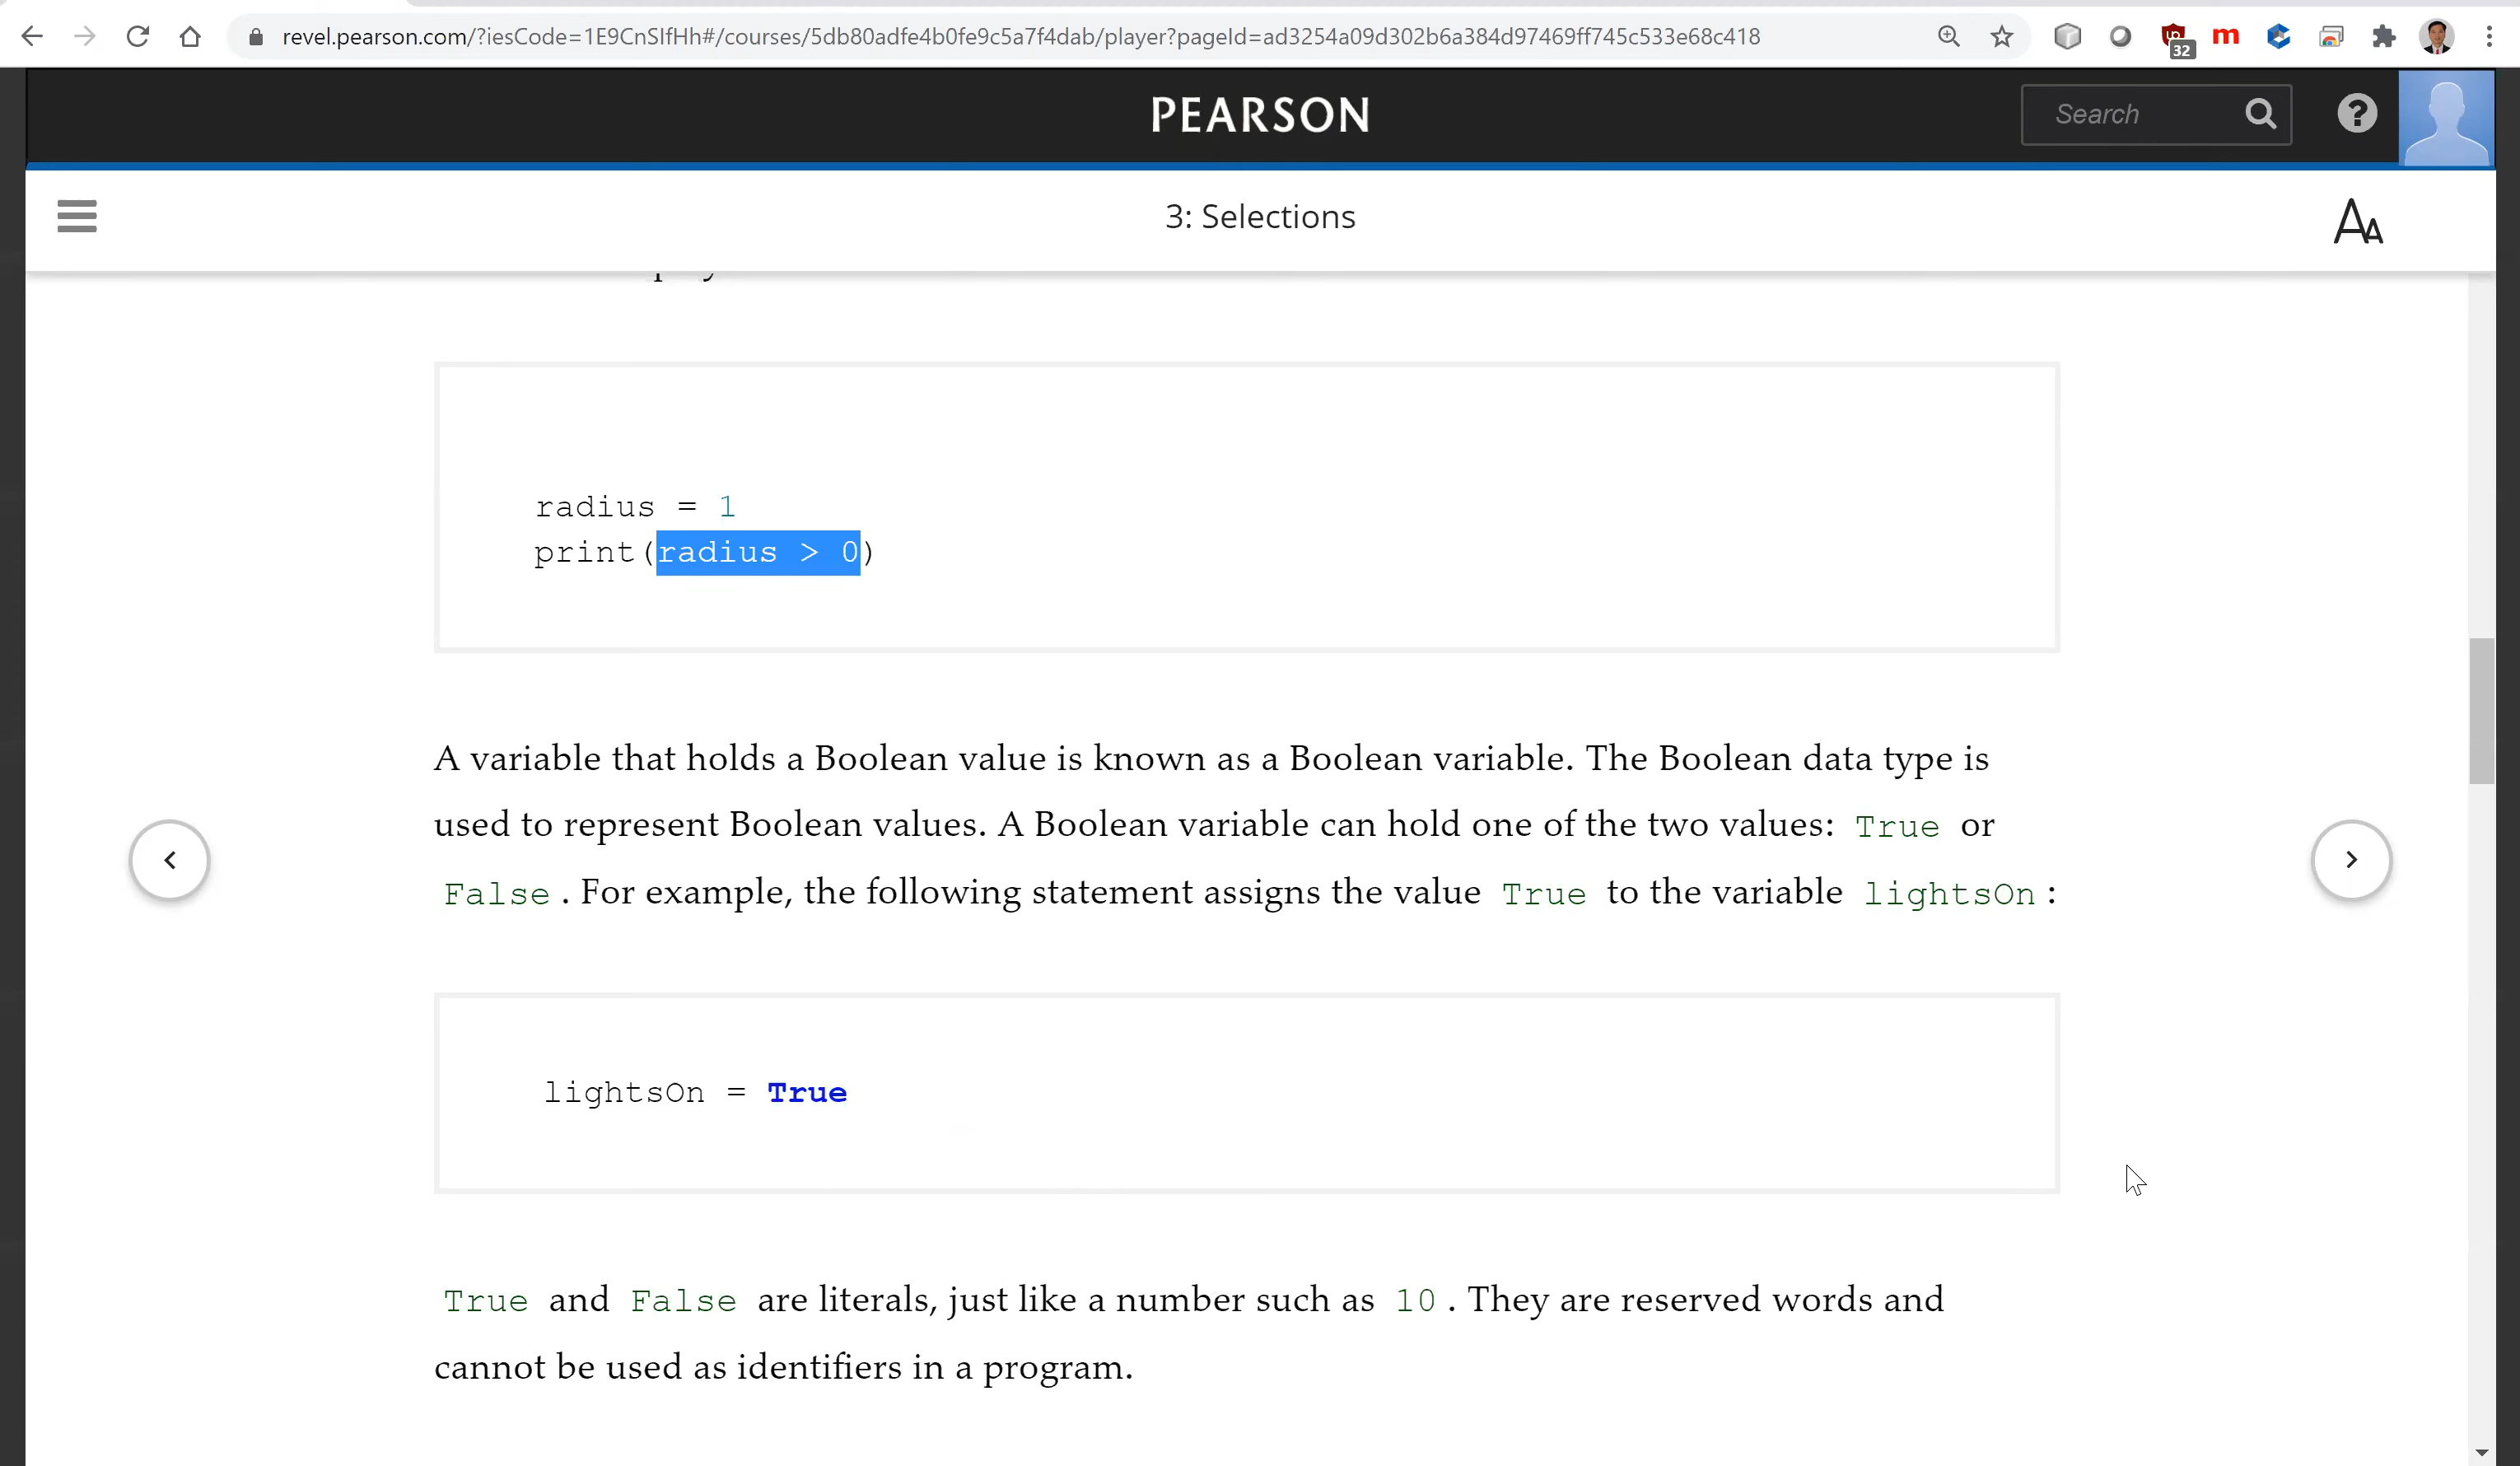 revel.pearson.com/?iesCode=1E9CnSIfHh#/courses/5db80adfe4b0fe9c5a7f4dab/player?pageId=ad3254a09d302b6a384d97469ff745c533e68c418
32
m
PEARSON
Search
?
3: Selections
AA
radius = 1
print(radius > 0)
A variable that holds a Boolean value is known as a Boolean variable. The Boolean data type is
used to represent Boolean values. A Boolean variable can hold one of the two values: True or
False. For example, the following statement assigns the value True to the variable lightsOn:
lightsOn = True
True and False are literals, just like a number such as 10. They are reserved words and
cannot be used as identifiers in a program.